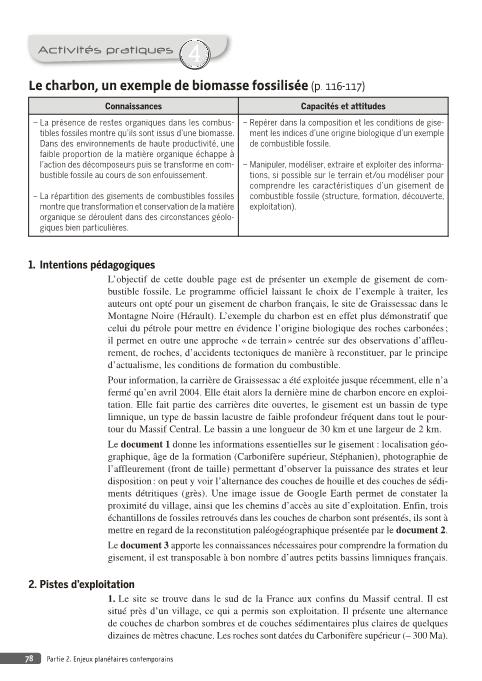 Activités pratiques 4
Le charbon, un exemple de biomasse fossilisée (p. 116-117)
Connaissances
– La présence de restes organiques dans les combus-
tibles fossiles montre qu'ils sont issus d'une biomasse.
Dans des environnements de haute productivité, une
faible proportion de la matière organique échappe à
l'action des décomposeurs puis se transforme en com-
bustible fossile au cours de son enfouissement.
– La répartition des gisements de combustibles fossiles
montre que transformation et conservation de la matière
organique se déroulent dans des circonstances géolo-
giques bien particulières.
Capacités et attitudes
– Repérer dans la composition et les conditions de gise-
ment les indices d'une origine biologique d'un exemple
de combustible fossile.
– Manipuler, modéliser, extraire et exploiter des informa-
tions, si possible sur le terrain et/ou modéliser pour
comprendre les caractéristiques d'un gisement de
combustible fossile (structure, formation, découverte,
exploitation).
1. Intentions pédagogiques
L'objectif de cette double page est de présenter un exemple de gisement de com-
bustible fossile. Le programme officiel laissant le choix de l'exemple à traiter, les
auteurs ont opté pour un gisement de charbon français, le site de Graissessac dans le
Montagne Noire (Hérault). L'exemple du charbon est en effet plus démonstratif que
celui du pétrole pour mettre en évidence l'origine biologique des roches carbonées ;
il permet en outre une approche « de terrain » centrée sur des observations d'affleu-
rement, de roches, d'accidents tectoniques de manière à reconstituer, par le principe
d'actualisme, les conditions de formation du combustible.
Pour information, la carrière de Graissessac a été exploitée jusque récemment, elle n'a
fermé qu'en avril 2004. Elle était alors la dernière mine de charbon encore en exploi-
tation. Elle fait partie des carrières dite ouvertes, le gisement est un bassin de type
limnique, un type de bassin lacustre de faible profondeur fréquent dans tout le pour-
tour du Massif Central. Le bassin a une longueur de 30 km et une largeur de 2 km.
Le document 1 donne les informations essentielles sur le gisement : localisation géo-
graphique, âge de la formation (Carbonifère supérieur, Stéphanien), photographie de
l'affleurement (front de taille) permettant d'observer la puissance des strates et leur
disposition : on peut y voir l'alternance des couches de houille et des couches de sédi-
ments détritiques (grès). Une image issue de Google Earth permet de constater la
proximité du village, ainsi que les chemins d'accès au site d'exploitation. Enfin, trois
échantillons de fossiles retrouvés dans les couches de charbon sont présentés, ils sont à
mettre en regard de la reconstitution paléogéographique présentée par le document 2.
Le document 3 apporte les connaissances nécessaires pour comprendre la formation du
gisement, il est transposable à bon nombre d'autres petits bassins limniques français.
2. Pistes d'exploitation
1. Le site se trouve dans le sud de la France aux confins du Massif central. Il est
situé près d'un village, ce qui a permis son exploitation. Il présente une alternance
de couches de charbon sombres et de couches sédimentaires plus claires de quelques
dizaines de mètres chacune. Les roches sont datées du Carbonifère supérieur (– 300 Ma).
78 Partie 2. Enjeux planétaires contemporains